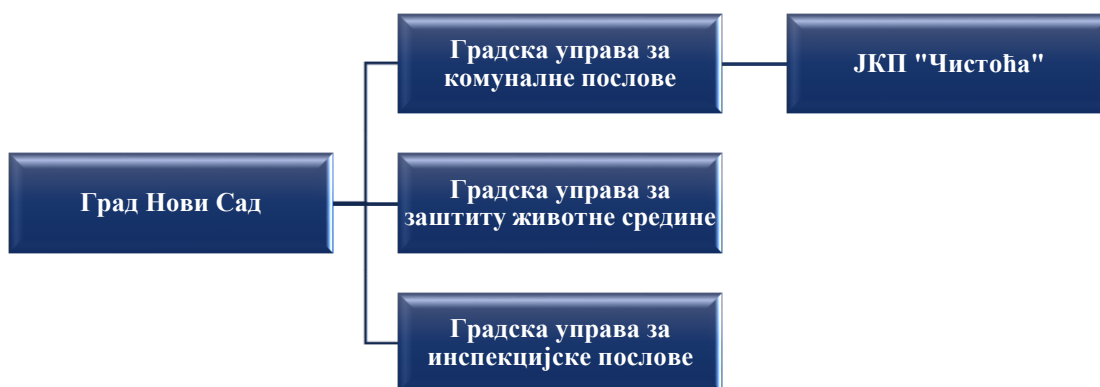 Градска управа за
комуналне послове
ЈКП "Чистоћа"
Град Нови Сад
Градска управа за
заштиту животне средине
Градска управа за
инспекцијске послове